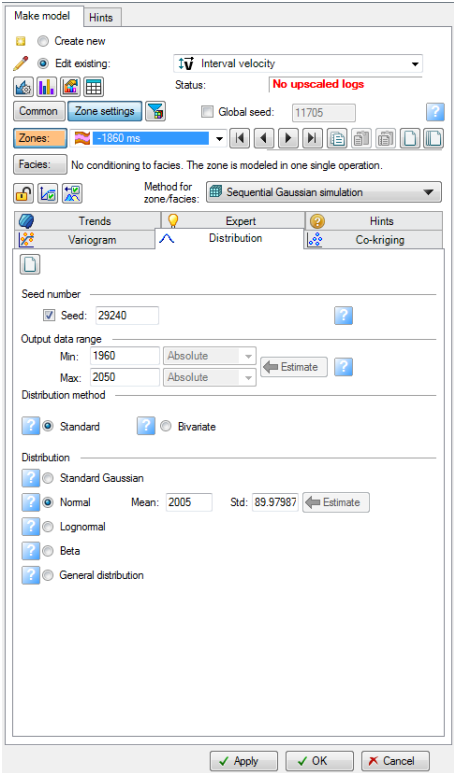 Make model Hints
Create new
Edit existing: Interval velocity
Status: No upscaled logs
Common Zone settings Global seed: 11705 ?
Zones: -1860 ms
Facies: No conditioning to facies. The zone is modeled in one single operation.
Method for
zone/facies: Sequential Gaussian simulation
Trends Expert ? Hints
Variogram Distribution Co-kriging
Seed number
Seed: 29240 ?
Output data range
Min: 1960 Absolute
Estimate ?
Max: 2050 Absolute
Distribution method
? Standard ? Bivariate
Distribution
? Standard Gaussian
? Normal Mean: 2005 Std: 89.97987 Estimate
? Lognormal
? Beta
? General distribution
Apply OK Cancel